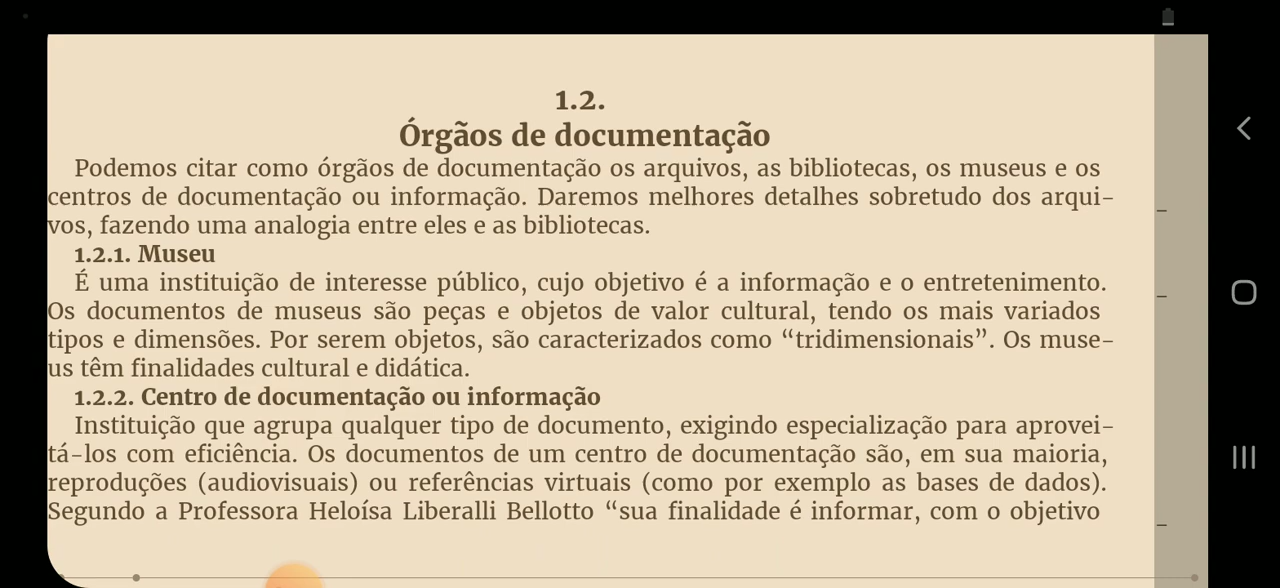 1.2.
Órgãos de documentação
Podemos citar como órgãos de documentação os arquivos, as bibliotecas, os museus e os
centros de documentação ou informação. Daremos melhores detalhes sobretudo dos arqui-
vos, fazendo uma analogia entre eles e as bibliotecas.
1.2.1. Museu
É uma instituição de interesse público, cujo objetivo é a informação e o entretenimento.
Os documentos de museus são peças e objetos de valor cultural, tendo os mais variados
tipos e dimensões. Por serem objetos, são caracterizados como “tridimensionais”. Os muse-
us têm finalidades cultural e didática.
1.2.2. Centro de documentação ou informação
Instituição que agrupa qualquer tipo de documento, exigindo especialização para aprovei-
tá-los com eficiência. Os documentos de um centro de documentação são, em sua maioria,
reproduções (audiovisuais) ou referências virtuais (como por exemplo as bases de dados).
Segundo a Professora Heloísa Liberalli Bellotto “sua finalidade é informar, com o objetivo